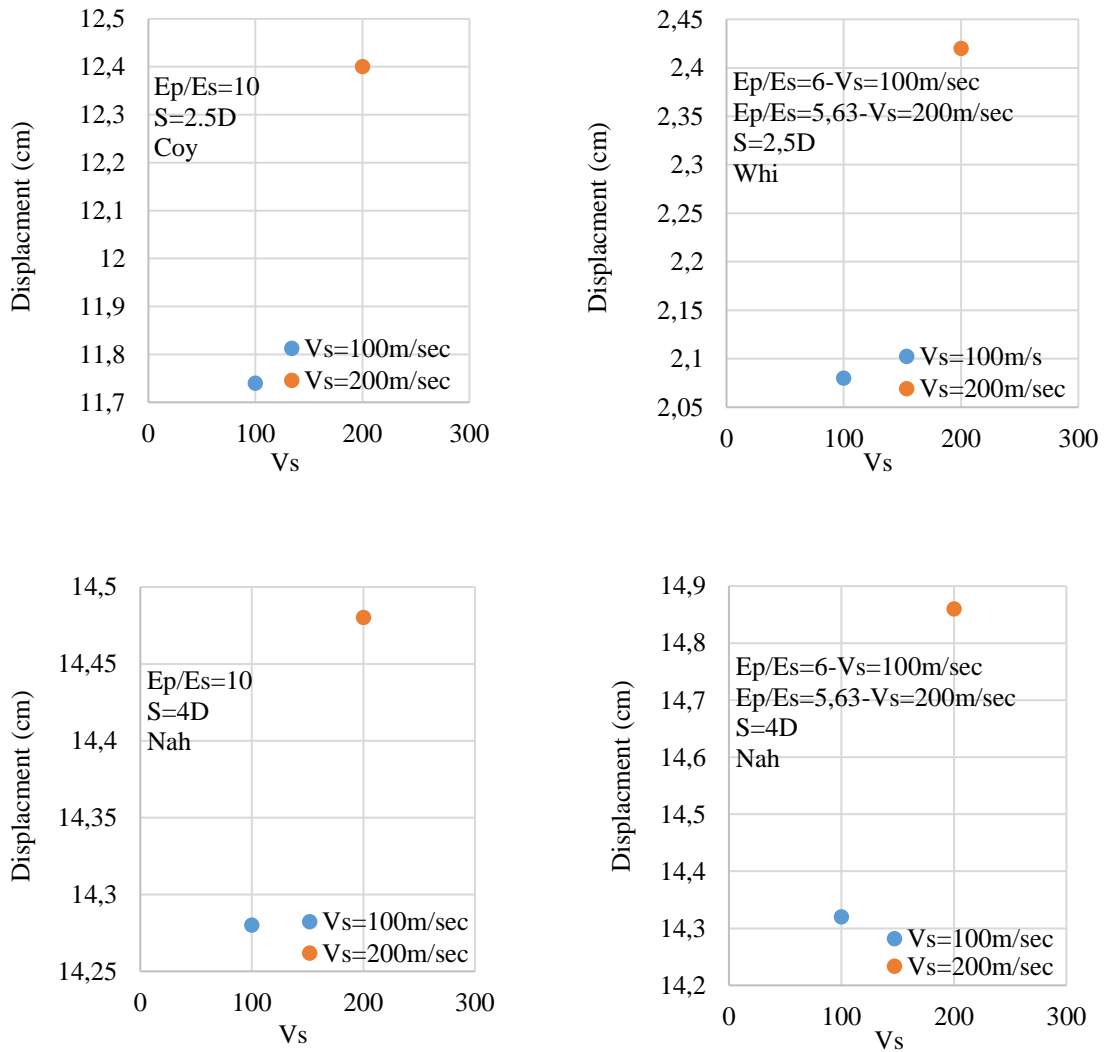 12,5
12,4
12,3
12,2
12,1
12
11,9
11,8
11,7
Displacment (cm)
Ep/Es=10
S=2.5D
Coy
Vs=100m/sec
Vs=200m/sec
0
100
200
300
Vs
2,45
2,4
2,35
2,3
2,25
2,2
2,15
2,1
2,05
Displacment (cm)
Ep/Es=6-Vs=100m/sec
Ep/Es=5,63-Vs=200m/sec
S=2,5D
Whi
Vs=100m/s
Vs=200m/sec
0
100
200
300
Vs
14,5
14,45
14,4
14,35
14,3
14,25
Displacment (cm)
Ep/Es=10
S=4D
Nah
Vs=100m/sec
Vs=200m/sec
0
100
200
300
Vs
14,9
14,8
14,7
14,6
14,5
14,4
14,3
14,2
Displacment (cm)
Ep/Es=6-Vs=100m/sec
Ep/Es=5,63-Vs=200m/sec
S=4D
Nah
Vs=100m/sec
Vs=200m/sec
0
100
200
300
Vs